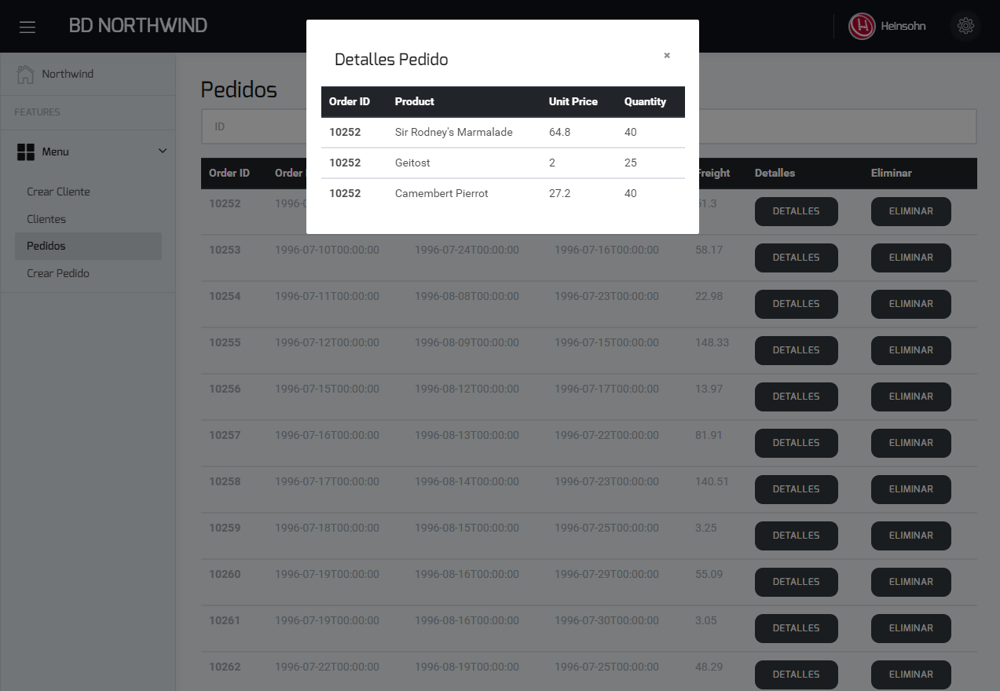 BD NORTHWIND
Heinsohn
Northwind
FEATURES
Menu
Crear Cliente
Clientes
Pedidos
Crear Pedido
Detalles Pedido
×
Order ID Product Unit Price Quantity
10252 Sir Rodney's Marmalade 64.8 40
10252 Geitost 2 25
10252 Camembert Pierrot 27.2 40
Pedidos
ID
Order ID Order Freight Detalles Eliminar
10252 DETALLES ELIMINAR
10253 1996-07-10T00:00:00 1996-07-24T00:00:00 1996-07-16T00:00:00 58.17 DETALLES ELIMINAR
10254 1996-07-11T00:00:00 1996-08-08T00:00:00 1996-07-23T00:00:00 22.98 DETALLES ELIMINAR
10255 1996-07-12T00:00:00 1996-08-09T00:00:00 1996-07-15T00:00:00 148.33 DETALLES ELIMINAR
10256 1996-07-15T00:00:00 1996-08-12T00:00:00 1996-07-17T00:00:00 13.97 DETALLES ELIMINAR
10257 1996-07-16T00:00:00 1996-08-13T00:00:00 1996-07-22T00:00:00 81.91 DETALLES ELIMINAR
10258 1996-07-17T00:00:00 1996-08-14T00:00:00 1996-07-23T00:00:00 140.51 DETALLES ELIMINAR
10259 1996-07-18T00:00:00 1996-08-15T00:00:00 1996-07-25T00:00:00 3.25 DETALLES ELIMINAR
10260 1996-07-19T00:00:00 1996-08-16T00:00:00 1996-07-29T00:00:00 55.09 DETALLES ELIMINAR
10261 1996-07-19T00:00:00 1996-08-16T00:00:00 1996-07-30T00:00:00 3.05 DETALLES ELIMINAR
10262 1996-07-22T00:00:00 1996-08-19T00:00:00 1996-07-25T00:00:00 48.29 DETALLES ELIMINAR